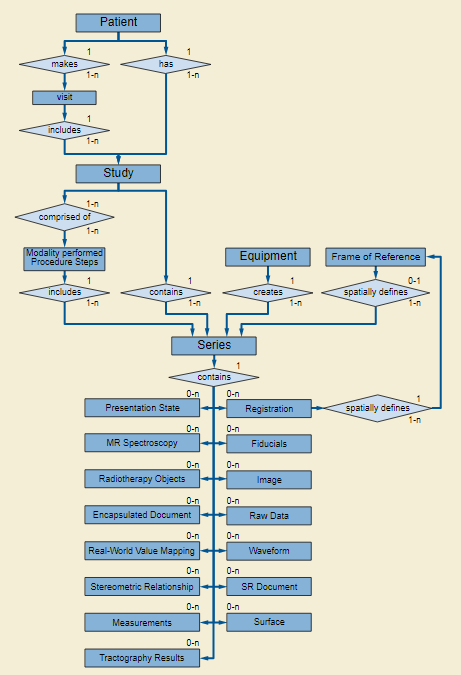 Patient
1
1
makes
has
1-n
1-n
visit
1
includes
1-n
Study
1-n
comprised of
1-n
Modality performed
Procedure Steps
Equipment
Frame of Reference
1
1
1
0-1
includes
contains
creates
spatially defines
1-n
1-n
1-n
1-n
Series
1
contains
0-n
0-n
1
Presentation State
Registration
spatially defines
1-n
0-n
0-n
MR Spectroscopy
Fiducials
0-n
0-n
Radiotherapy Objects
Image
0-n
0-n
Encapsulated Document
Raw Data
0-n
0-n
Real-World Value Mapping
Waveform
0-n
0-n
Stereometric Relationship
SR Document
0-n
0-n
Measurements
Surface
0-n
Tractography Results